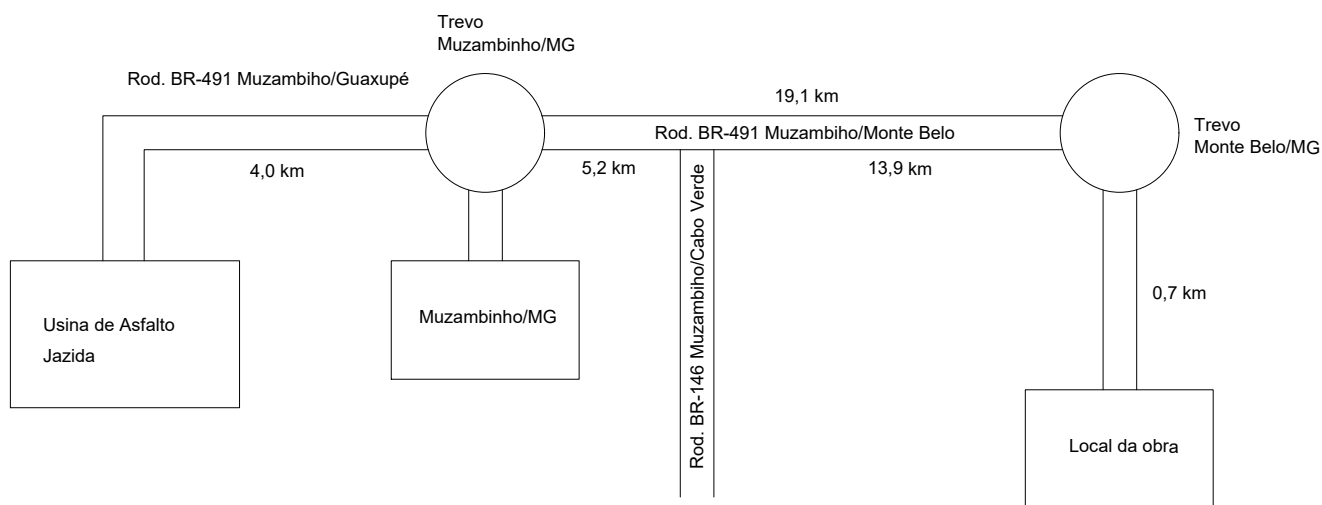 Trevo
Muzambinho/MG
Rod. BR-491 Muzambiho/Guaxupé
19,1 km
Rod. BR-491 Muzambiho/Monte Belo
Trevo
Monte Belo/MG
4,0 km
5,2 km
13,9 km
Rod. BR-146 Muzambiho/Cabo Verde
0,7 km
Usina de Asfalto
Jazida
Muzambinho/MG
Local da obra